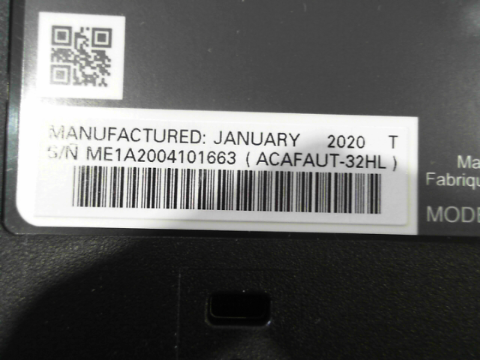 MANUFACTURED: JANUARY 2020 T
S/N ME1A2004101663 ( ACAFAUT-32HL )
Ma
Fabriqu
MODE